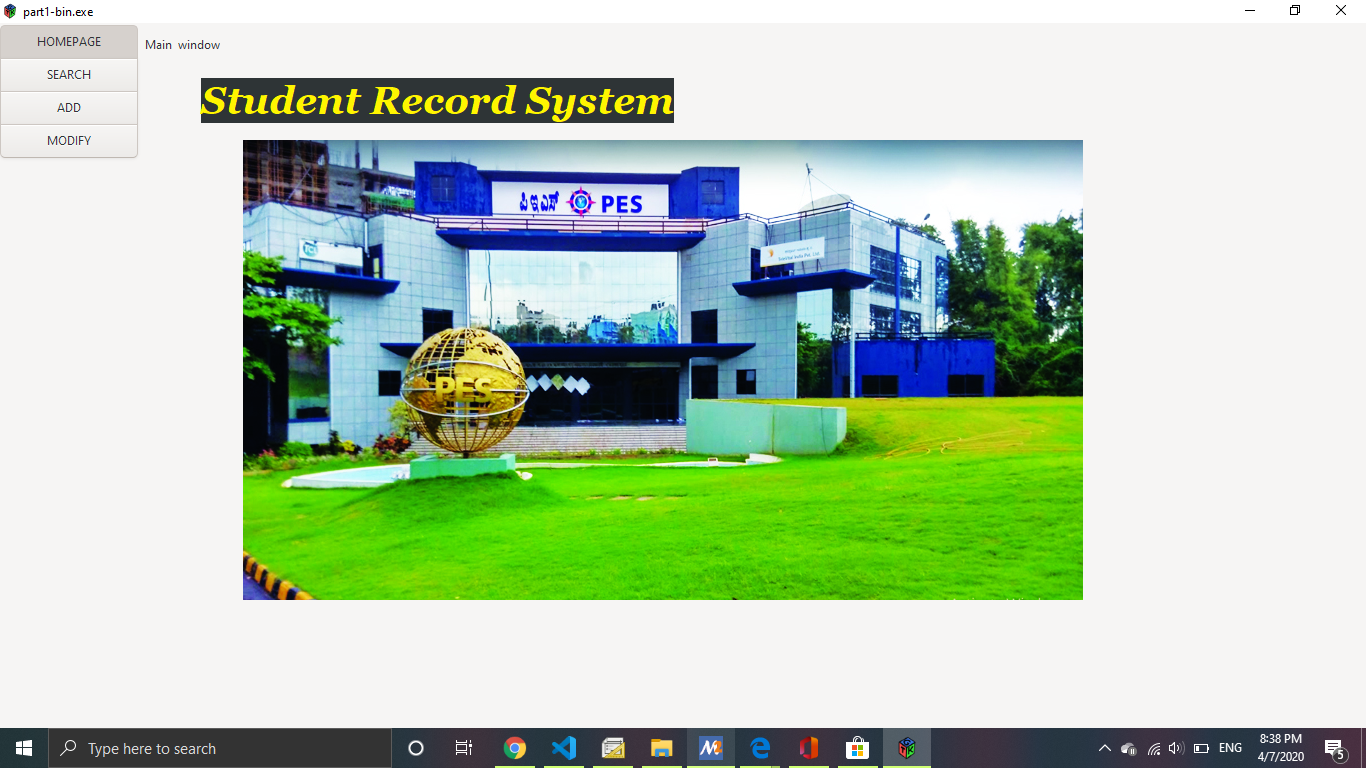 part1-bin.exe
HOMEPAGE
Main window
SEARCH
ADD
MODIFY
Student Record System
ಪಿಇಎಸ್ PES
PES
Type here to search
ENG
8:38 PM
4/7/2020
5